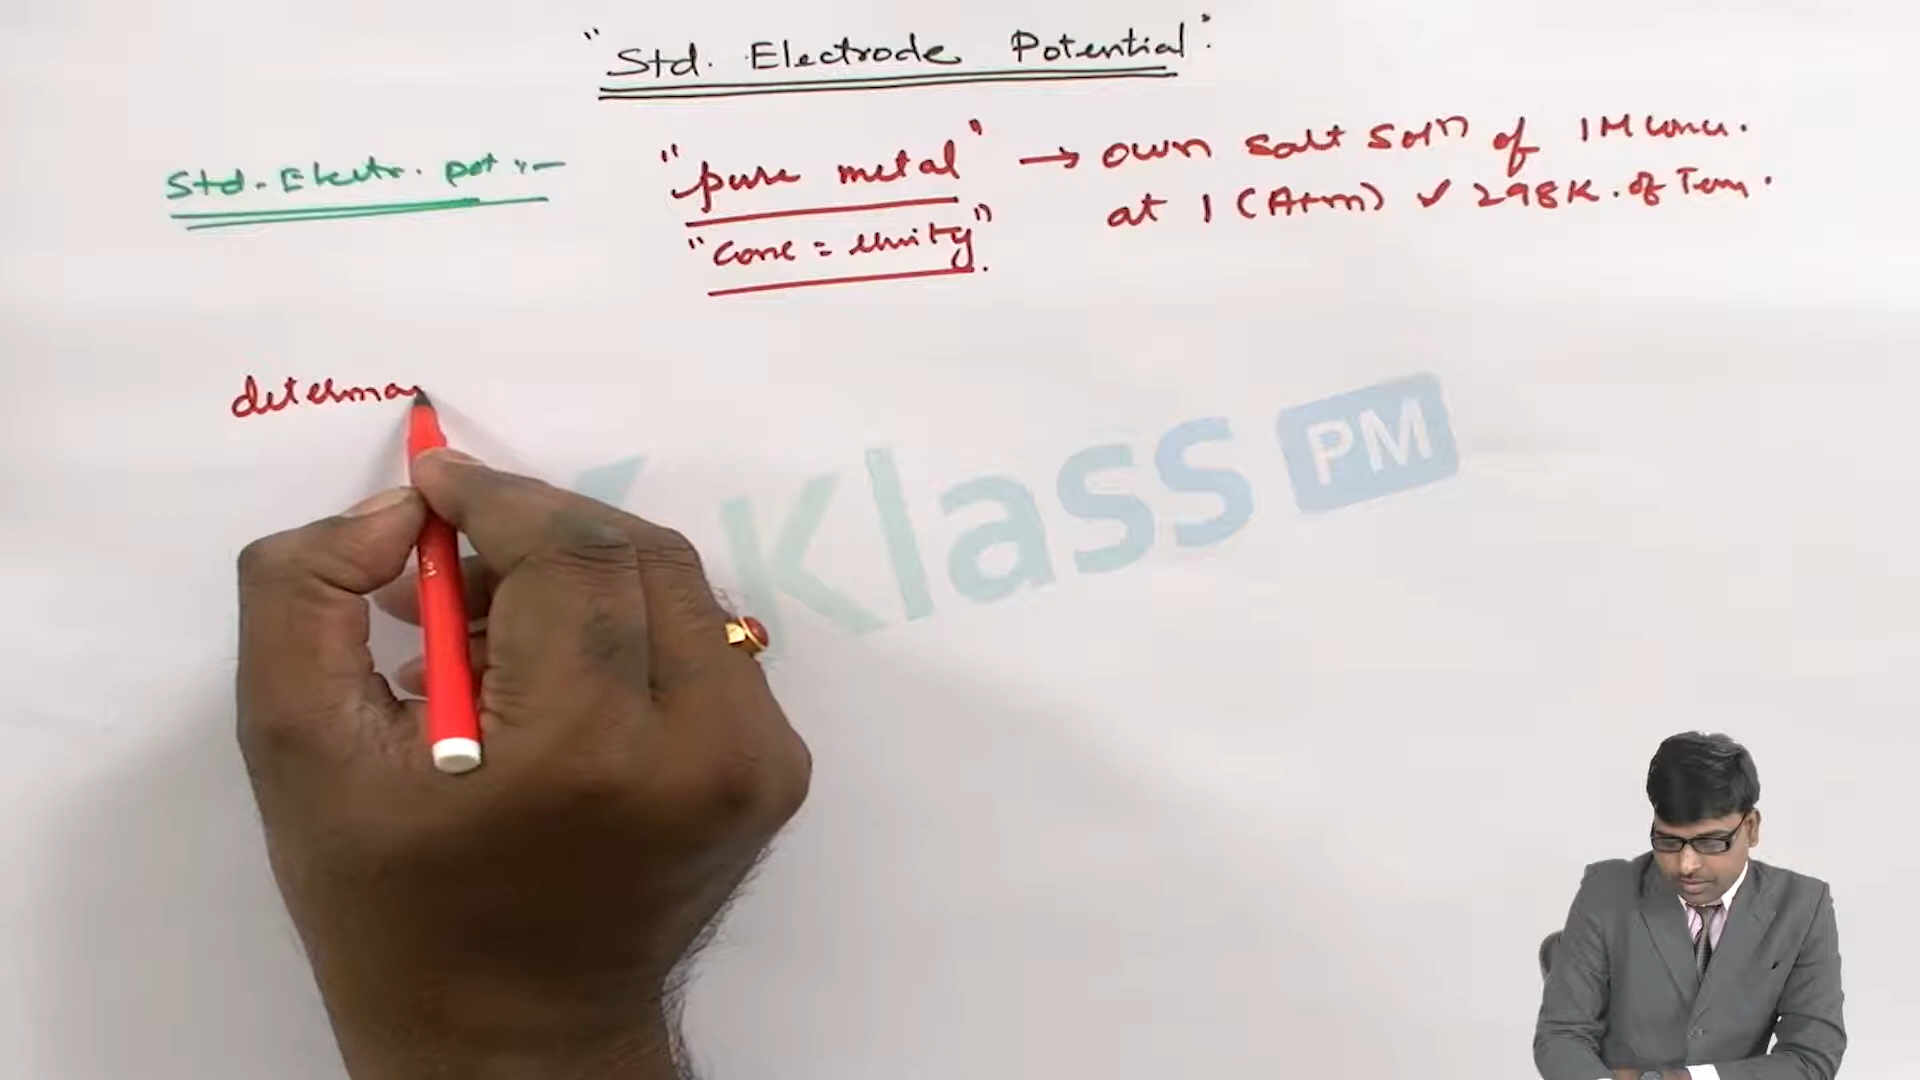 "Std. Electrode Potential".
Std. Electr. pot :-
"pure metal" → own salt Soln of 1M conc.
at 1 (Atm) ✓ 298K. of Tem.
"conc = unity".
determa
Klass PM